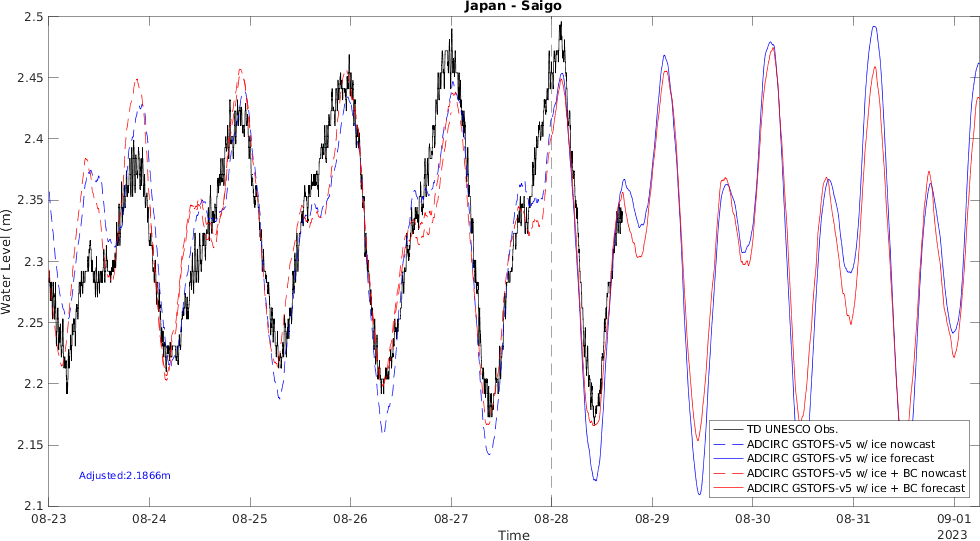 Japan - Saigo
2.5
2.45
2.4
2.35
2.3
2.25
2.2
2.15
2.1
Water Level (m)
Adjusted:2.1866m
TD UNESCO Obs.
ADCIRC GSTOFS-v5 w/ ice nowcast
ADCIRC GSTOFS-v5 w/ ice forecast
ADCIRC GSTOFS-v5 w/ ice + BC nowcast
ADCIRC GSTOFS-v5 w/ ice + BC forecast
08-23 08-24 08-25 08-26 08-27 08-28 08-29 08-30 08-31 09-01
Time
2023